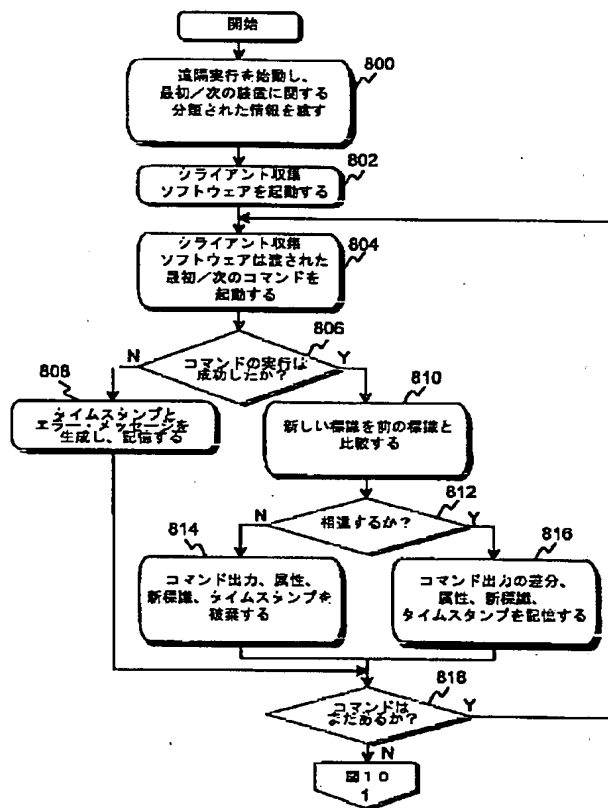 開始
800
遠隔実行を始動し、
最初/次の装置に関する
分類された情報を渡す
802
クライアント収集
ソフトウェアを起動する
804
クライアント収集
ソフトウェアは渡された
最初/次のコマンドを
起動する
806
N
コマンドの実行は
成功したか?
Y
808
タイムスタンプと
エラー・メッセージを
生成し、記憶する
810
新しい標識を前の標識と
比較する
812
N
相違するか?
Y
814
コマンド出力、属性、
新標識、タイムスタンプを
破棄する
816
コマンド出力の差分、
属性、新標識、
タイムスタンプを記憶する
818
コマンドは
まだあるか?
Y
N
図10
1